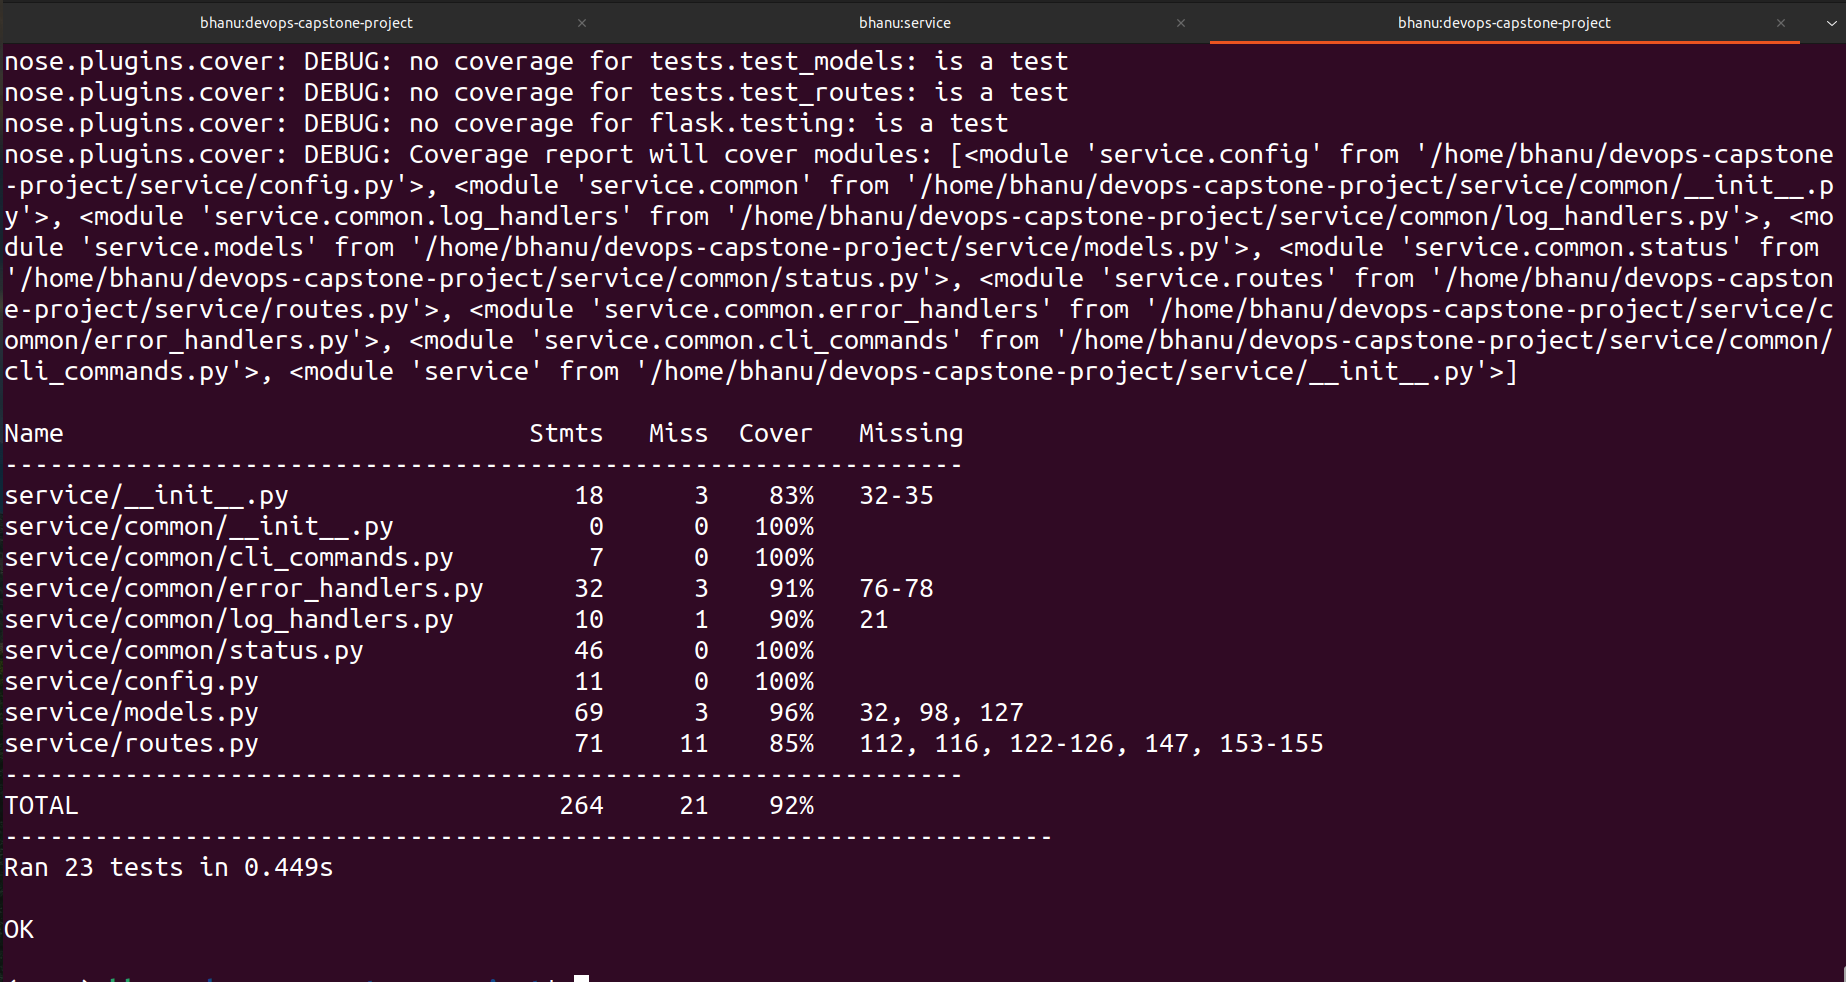 bhanu:devops-capstone-project × bhanu:service × bhanu:devops-capstone-project ×
nose.plugins.cover: DEBUG: no coverage for tests.test_models: is a test
nose.plugins.cover: DEBUG: no coverage for tests.test_routes: is a test
nose.plugins.cover: DEBUG: no coverage for flask.testing: is a test
nose.plugins.cover: DEBUG: Coverage report will cover modules: [<module 'service.config' from '/home/bhanu/devops-capstone
-project/service/config.py'>, <module 'service.common' from '/home/bhanu/devops-capstone-project/service/common/__init__.p
y'>, <module 'service.common.log_handlers' from '/home/bhanu/devops-capstone-project/service/common/log_handlers.py'>, <mo
dule 'service.models' from '/home/bhanu/devops-capstone-project/service/models.py'>, <module 'service.common.status' from
'/home/bhanu/devops-capstone-project/service/common/status.py'>, <module 'service.routes' from '/home/bhanu/devops-capston
e-project/service/routes.py'>, <module 'service.common.error_handlers' from '/home/bhanu/devops-capstone-project/service/c
ommon/error_handlers.py'>, <module 'service.common.cli_commands' from '/home/bhanu/devops-capstone-project/service/common/
cli_commands.py'>, <module 'service' from '/home/bhanu/devops-capstone-project/service/__init__.py'>]
Name Stmts Miss Cover Missing
----------------------------------------------------------------
service/__init__.py 18 3 83% 32-35
service/common/__init__.py 0 0 100%
service/common/cli_commands.py 7 0 100%
service/common/error_handlers.py 32 3 91% 76-78
service/common/log_handlers.py 10 1 90% 21
service/common/status.py 46 0 100%
service/config.py 11 0 100%
service/models.py 69 3 96% 32, 98, 127
service/routes.py 71 11 85% 112, 116, 122-126, 147, 153-155
----------------------------------------------------------------
TOTAL 264 21 92%
----------------------------------------------------------------------
Ran 23 tests in 0.449s
OK